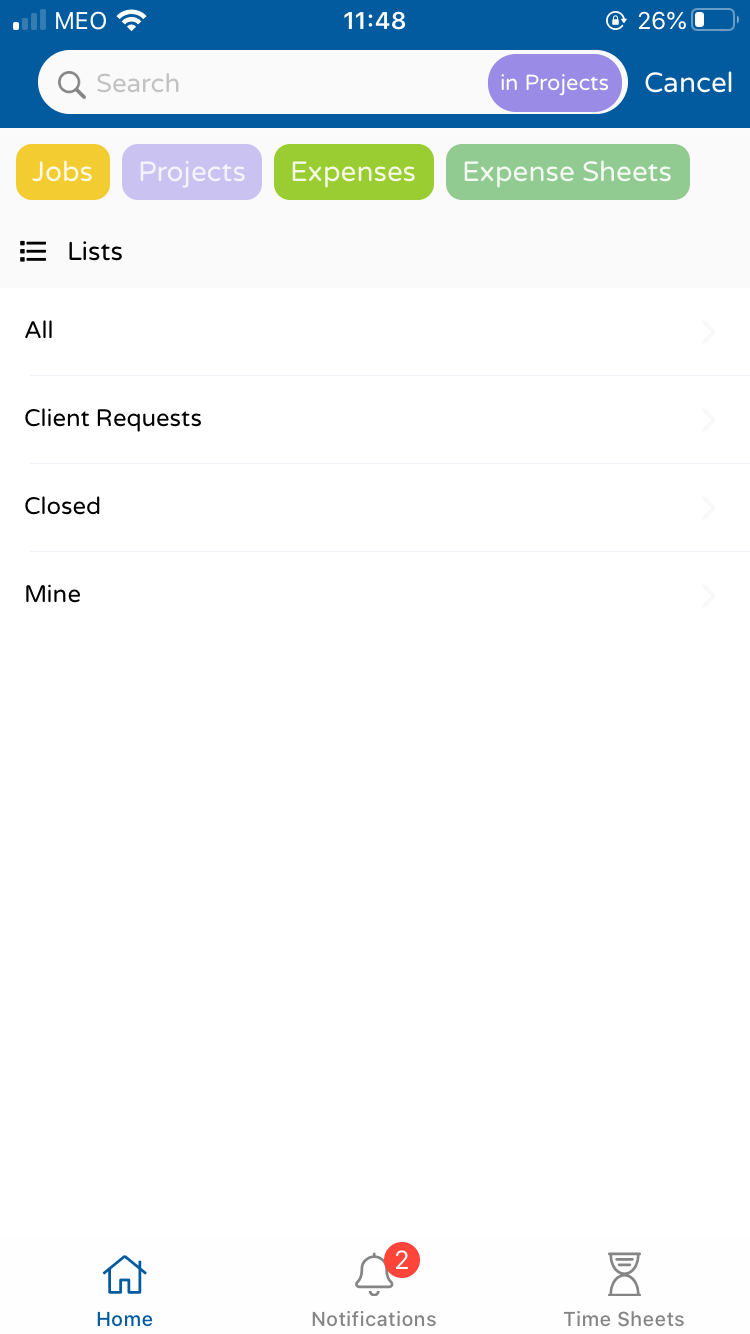 MEO 11:48 26%
Search in Projects Cancel
Jobs Projects Expenses Expense Sheets
Lists
All
Client Requests
Closed
Mine
2
Home Notifications Time Sheets